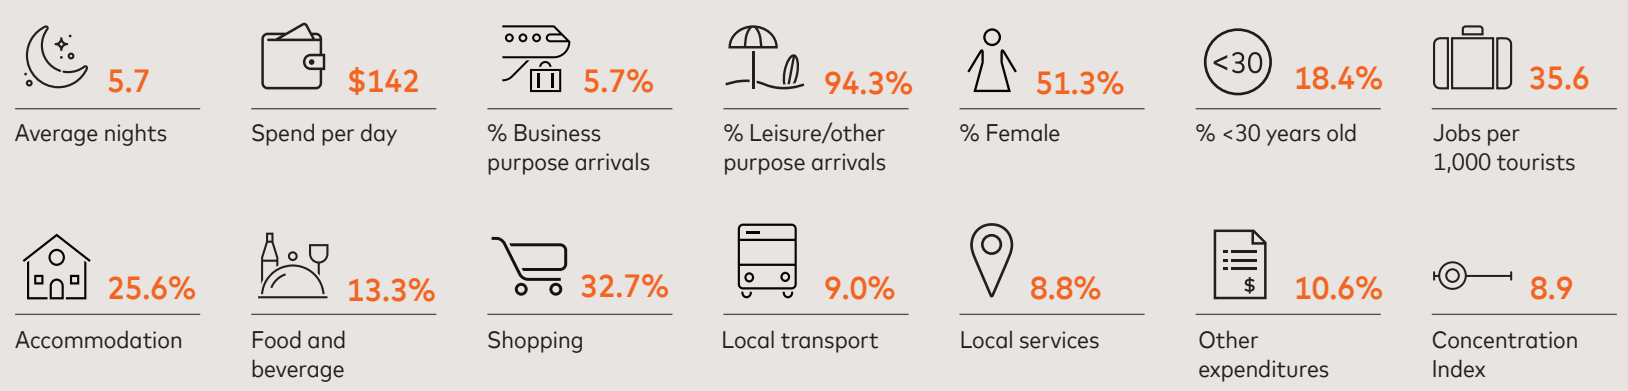 5.7
Average nights
$142
Spend per day
5.7%
% Business
purpose arrivals
94.3%
% Leisure/other
purpose arrivals
51.3%
% Female
<30
18.4%
% <30 years old
35.6
Jobs per
1,000 tourists
25.6%
Accommodation
13.3%
Food and
beverage
32.7%
Shopping
9.0%
Local transport
8.8%
Local services
$
10.6%
Other
expenditures
8.9
Concentration
Index